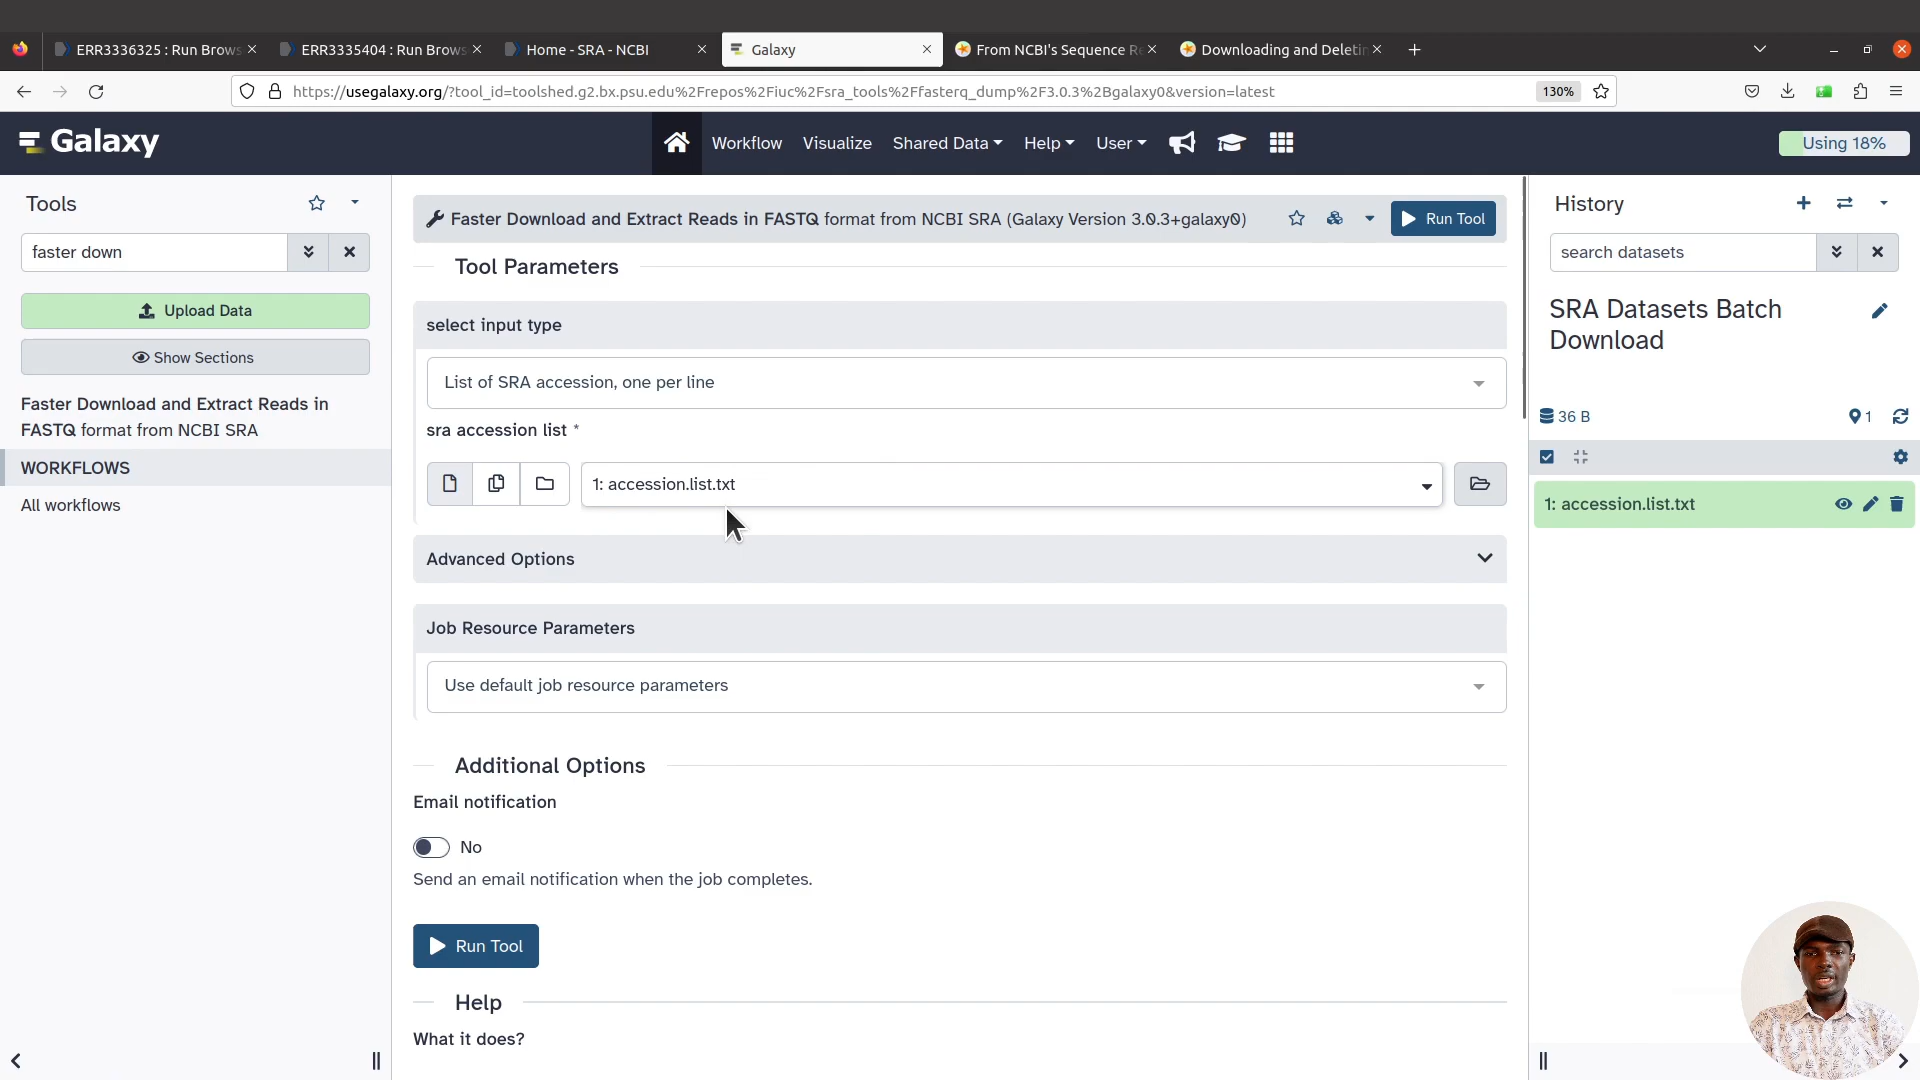 ERR3336325 : Run Brows
ERR3335404 : Run Brows
Home - SRA - NCBI
Galaxy
From NCBI's Sequence Re
Downloading and Deletin
https://usegalaxy.org/?tool_id=toolshed.g2.bx.psu.edu%2Frepos%2Fiuc%2Fsra_tools%2Ffasterq_dump%2F3.0.3%2Bgalaxy0&version=latest
130%
Galaxy
Workflow
Visualize
Shared Data
Help
User
Using 18%
Tools
faster down
Upload Data
Show Sections
Faster Download and Extract Reads in
FASTQ format from NCBI SRA
WORKFLOWS
All workflows
Faster Download and Extract Reads in FASTQ format from NCBI SRA (Galaxy Version 3.0.3+galaxy0)
Run Tool
Tool Parameters
select input type
List of SRA accession, one per line
sra accession list *
1: accession.list.txt
Advanced Options
Job Resource Parameters
Use default job resource parameters
Additional Options
Email notification
No
Send an email notification when the job completes.
Run Tool
Help
What it does?
History
search datasets
SRA Datasets Batch
Download
36 B
1
1: accession.list.txt